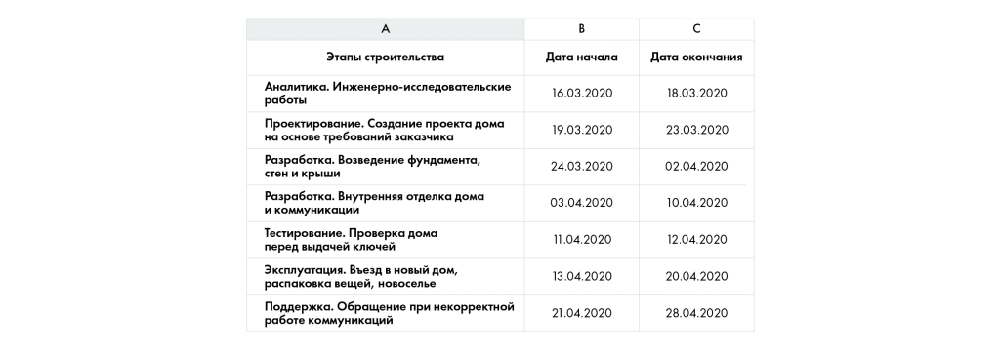 A B C
Этапы строительства Дата начала Дата окончания
Аналитика. Инженерно-исследовательские
работы
16.03.2020 18.03.2020
Проектирование. Создание проекта дома
на основе требований заказчика
19.03.2020 23.03.2020
Разработка. Возведение фундамента,
стен и крыши
24.03.2020 02.04.2020
Разработка. Внутренняя отделка дома
и коммуникации
03.04.2020 10.04.2020
Тестирование. Проверка дома
перед выдачей ключей
11.04.2020 12.04.2020
Эксплуатация. Въезд в новый дом,
распаковка вещей, новоселье
13.04.2020 20.04.2020
Поддержка. Обращение при некорректной
работе коммуникаций
21.04.2020 28.04.2020